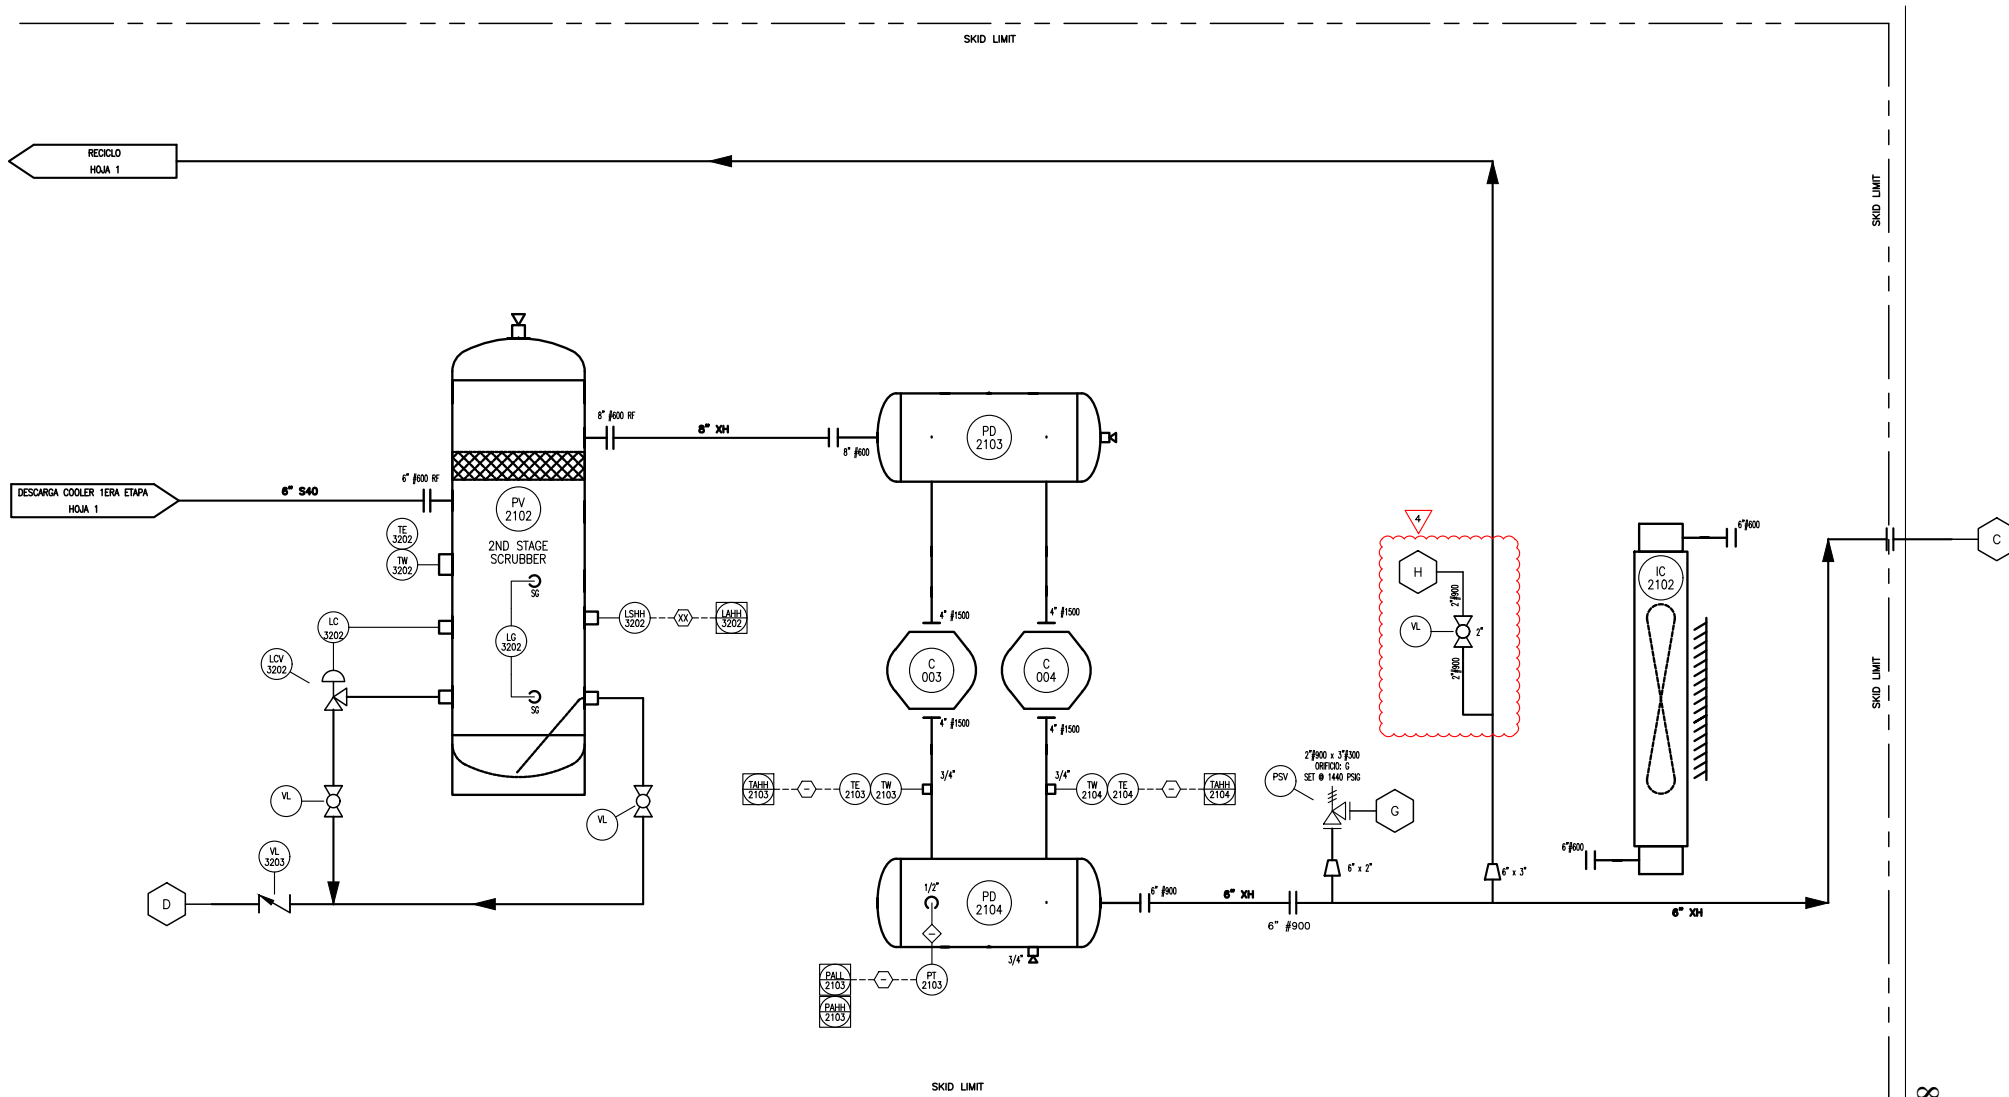 SKID LIMIT
RECICLO
HOJA 1
SKID LIMIT
8" #600 RF
8" XH
8" #600
PD
2103
6" #600 RF
DESCARGA COOLER 1ERA ETAPA
HOJA 1
6" S40
PV
2102
2ND STAGE
SCRUBBER
TE
3202
TW
3202
SG
LC
3202
LG
3202
LSHH
3202
XX
LAHH
3202
LCV
3202
SG
4" #1500
4" #1500
C
003
C
004
4" #1500
4" #1500
4
H
2"#900
VL
2"
2"#900
6"#600
IC
2102
C
SKID LIMIT
2"#900 x 3"#300
ORIFICIO: G
SET @ 1440 PSIG
PSV
G
3/4"
3/4"
TAHH
2103
-
TE
2103
TW
2103
TW
2104
TE
2104
-
TAHH
2104
VL
VL
VL
3203
D
6" x 2"
6" x 3"
6"#600
1/2"
PD
2104
6" #900
6" XH
6" #900
6" XH
-
3/4"
PALL
2103
-
PT
2103
PAHH
2103
SKID LIMIT
8